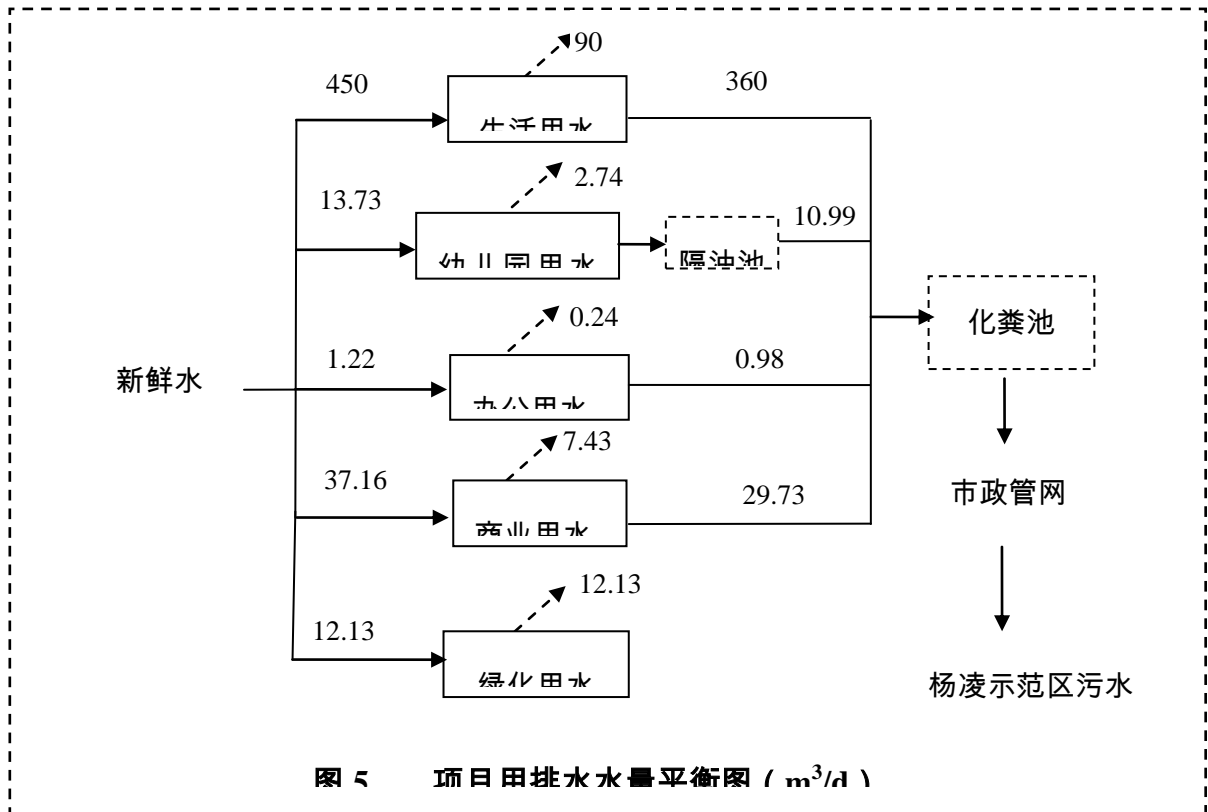 90
450
360
生活用水
2.74
13.73
10.99
幼儿园用水
隔油池
化粪池
0.24
1.22
0.98
新鲜水
办公用水
7.43
37.16
29.73
市政管网
商业用水
12.13
12.13
绿化用水
杨凌示范区污水
图 5 项目用排水水量平衡图（m³/d）